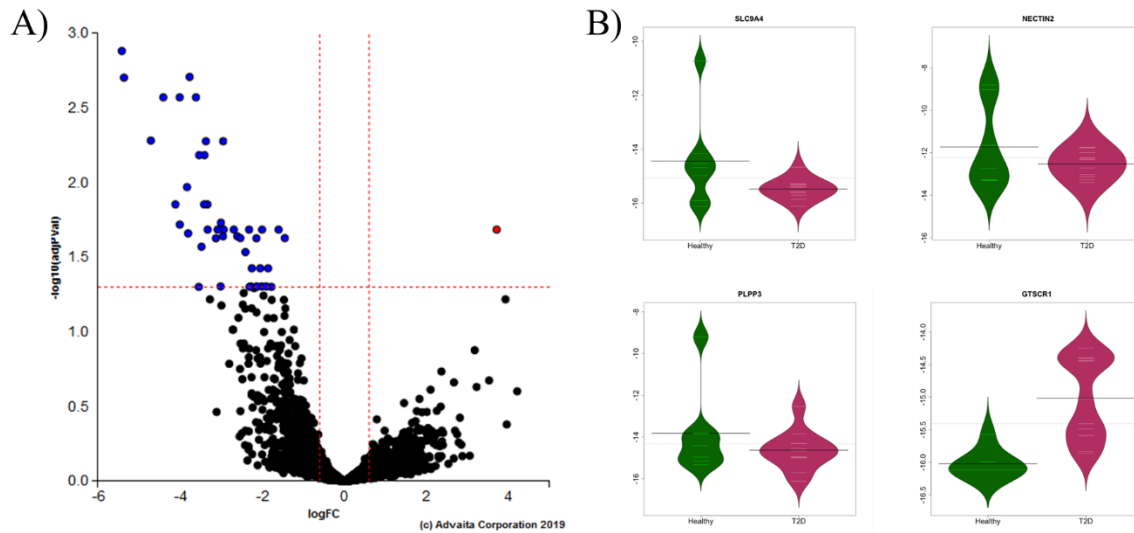 A)
3.0
2.5
2.0
1.5
1.0
0.5
0.0
-log10(adjPval)
-6
-4
-2
0
2
4
logFC
(c) Advaita Corporation 2019
B)
SLC9A4
-10
-12
-14
-16
Healthy
T2D
NECTIN2
-8
-10
-12
-14
-16
Healthy
T2D
PLPP3
-8
-10
-12
-14
-16
Healthy
T2D
GTSCR1
-14.0
-14.5
-15.0
-15.5
-16.0
-16.5
Healthy
T2D